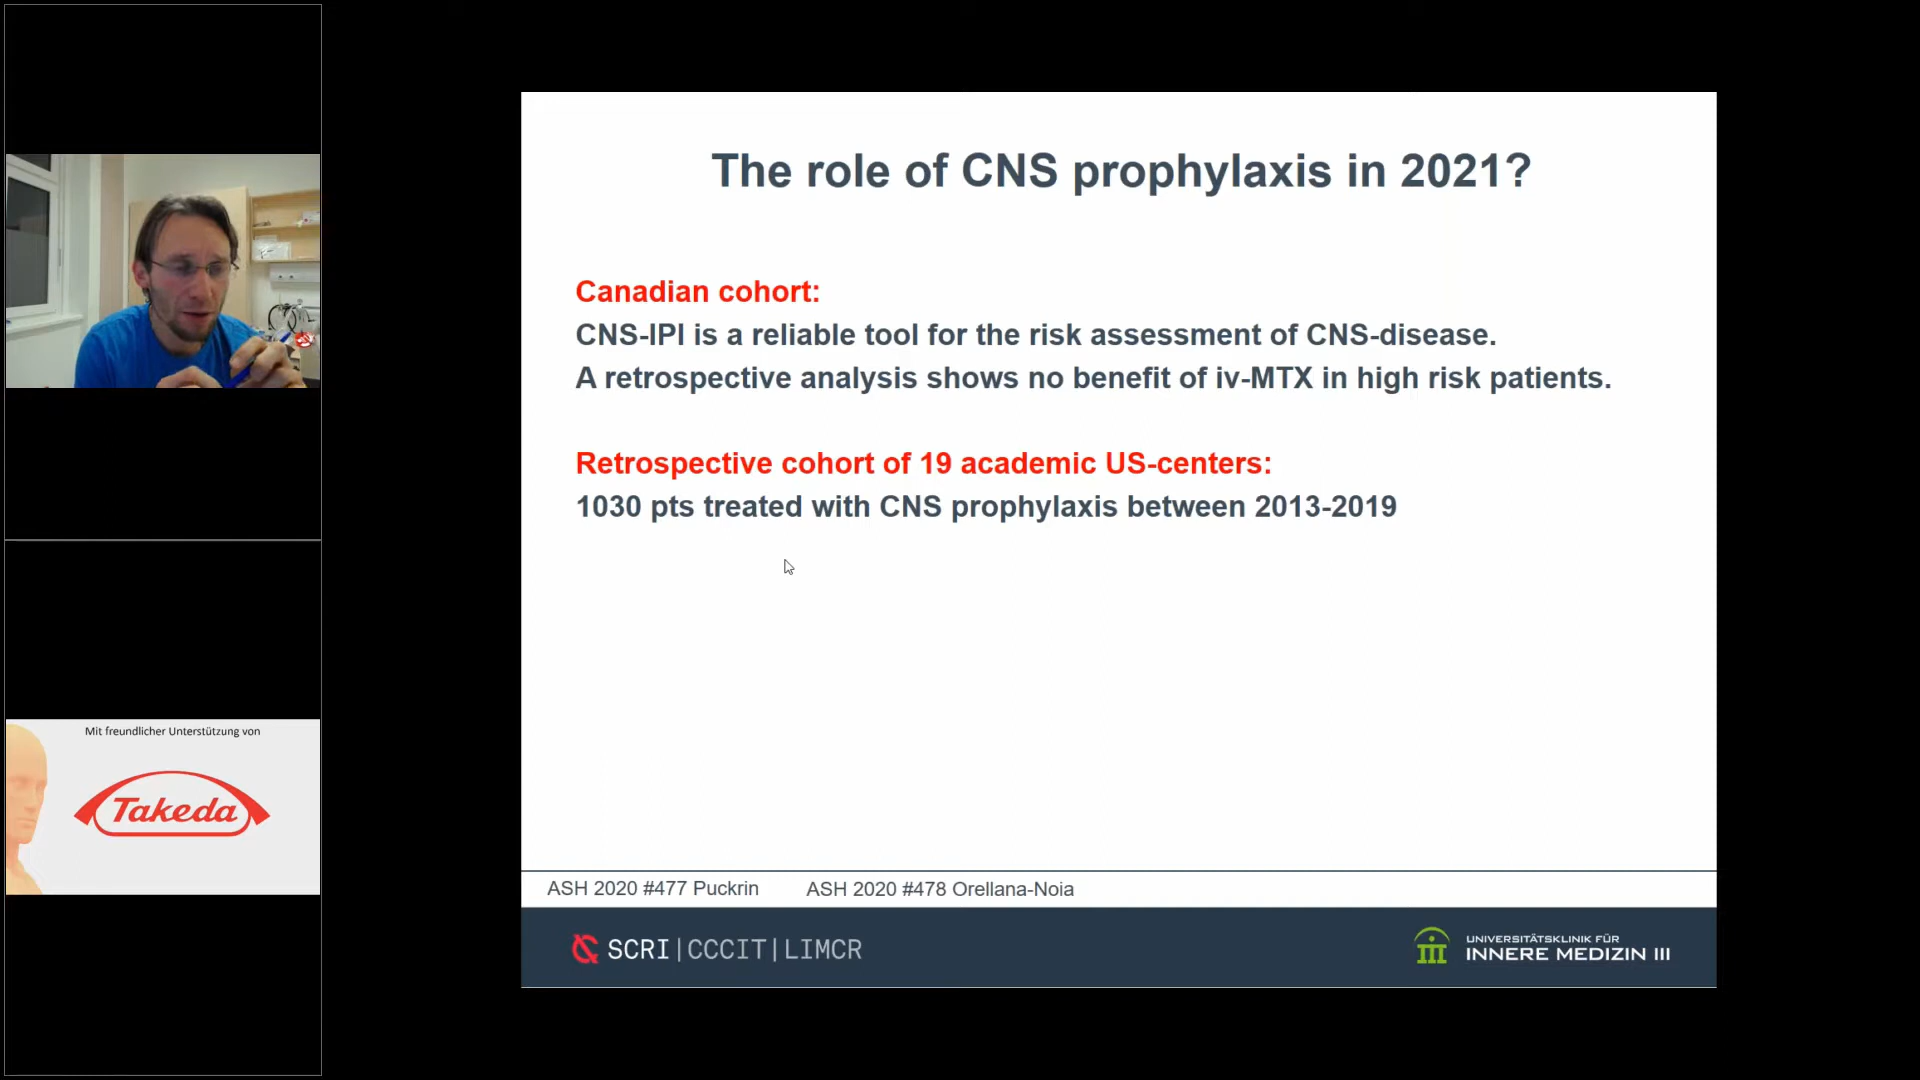 The role of CNS prophylaxis in 2021?
Canadian cohort:
CNS-IPI is a reliable tool for the risk assessment of CNS-disease.
A retrospective analysis shows no benefit of iv-MTX in high risk patients.
Retrospective cohort of 19 academic US-centers:
1030 pts treated with CNS prophylaxis between 2013-2019
ASH 2020 #477 Puckrin
ASH 2020 #478 Orellana-Noia
SCRI|CCCIT|LIMCR
UNIVERSITÄTSKLINIK FÜR
INNERE MEDIZIN III
Mit freundlicher Unterstützung von
Takeda